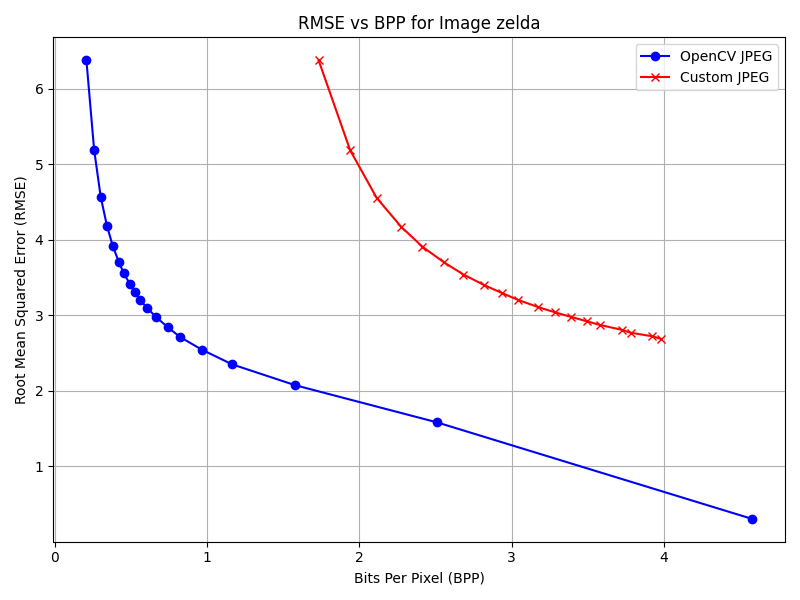 RMSE vs BPP for Image zelda
OpenCV JPEG
Custom JPEG
Root Mean Squared Error (RMSE)
6
5
4
3
2
1
0 1 2 3 4
Bits Per Pixel (BPP)